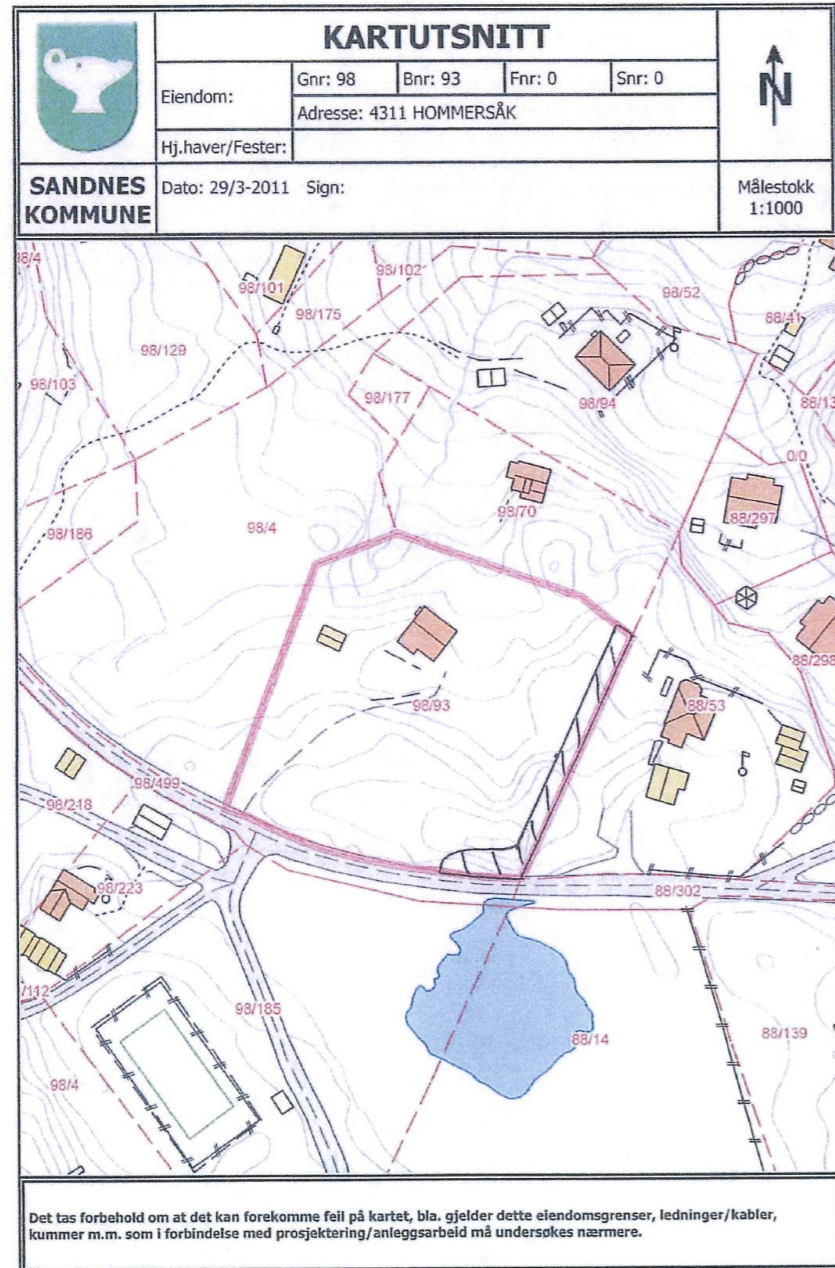 KARTUTSNITT
Eiendom:
Gnr: 98
Bnr: 93
Fnr: 0
Snr: 0
Adresse: 4311 HOMMERSÅK
Hj.haver/Fester:
N
SANDNES
KOMMUNE
Dato: 29/3-2011 Sign:
Målestokk
1:1000
98/4
98/101
98/102
98/175
98/52
88/41
98/129
98/103
98/177
98/94
88/13
0/0
98/186
98/4
98/70
88/297
88/298
98/93
88/53
98/499
98/218
98/223
88/302
/112
98/185
88/14
88/139
98/4
Det tas forbehold om at det kan forekomme feil på kartet, bla. gjelder dette eiendomsgrenser, ledninger/kabler,
kummer m.m. som i forbindelse med prosjektering/anleggsarbeid må undersøkes nærmere.